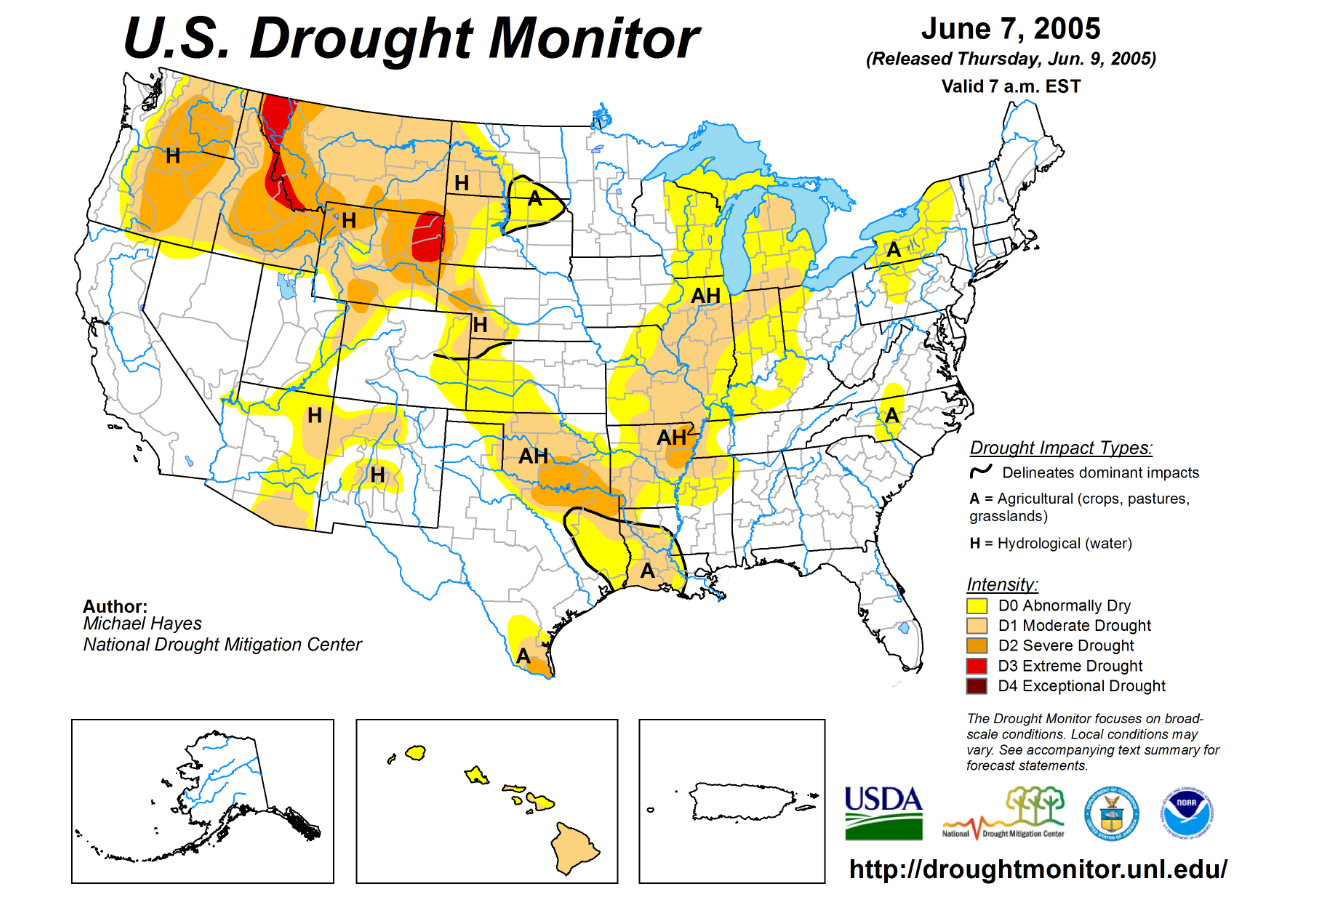 U.S. Drought Monitor
June 7, 2005
(Released Thursday, Jun. 9, 2005)
Valid 7 a.m. EST
H
H
H
A
A
AH
H
H
A
AH
AH
H
A
A
Drought Impact Types:
Delineates dominant impacts
A = Agricultural (crops, pastures,
grasslands)
H = Hydrological (water)
Intensity:
D0 Abnormally Dry
D1 Moderate Drought
D2 Severe Drought
D3 Extreme Drought
D4 Exceptional Drought
Author:
Michael Hayes
National Drought Mitigation Center
The Drought Monitor focuses on broad-
scale conditions. Local conditions may
vary. See accompanying text summary for
forecast statements.
USDA
National Drought Mitigation Center
NOAA
http://droughtmonitor.unl.edu/